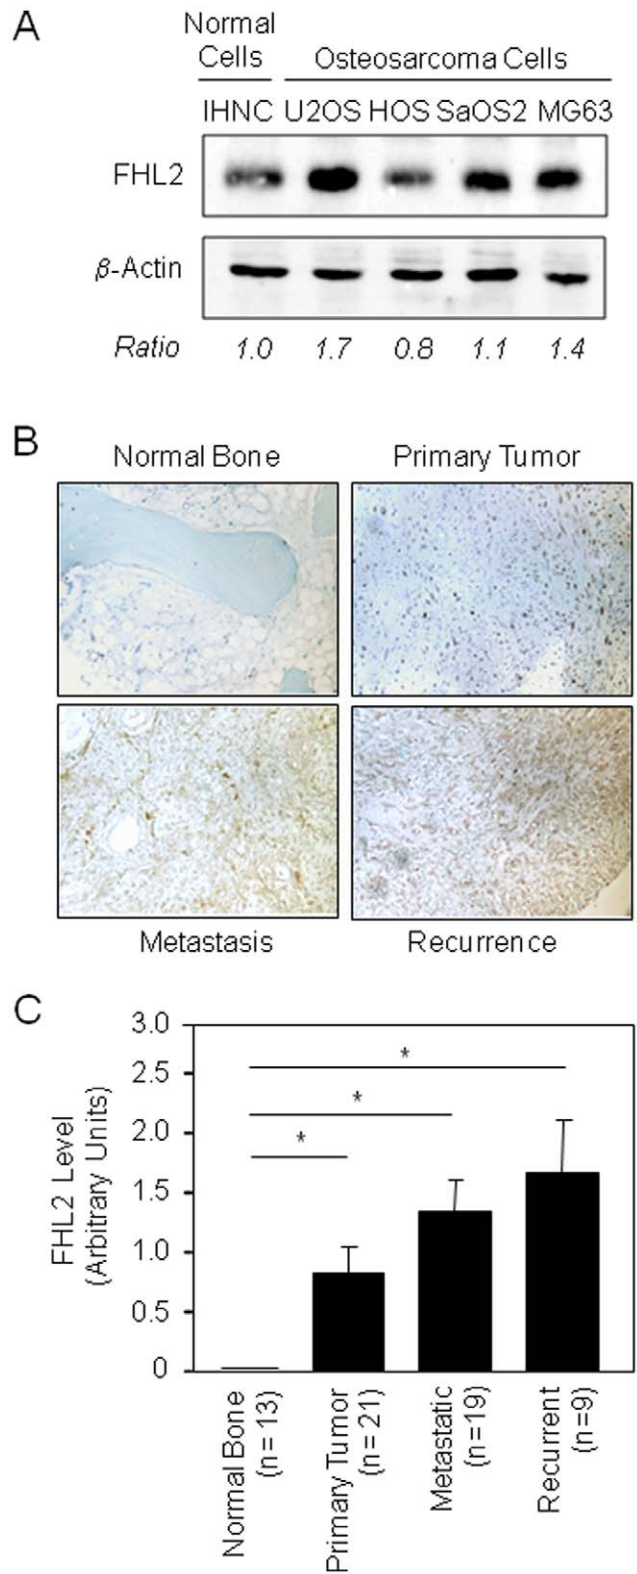 A
Normal
Cells
Osteosarcoma Cells
IHNC U2OS HOS SaOS2 MG63
FHL2
β-Actin
Ratio 1.0 1.7 0.8 1.1 1.4
B
Normal Bone Primary Tumor
Metastasis Recurrence
C
FHL2 Level
(Arbitrary Units)
3.0
2.5
2.0
1.5
1.0
0.5
0
*
*
*
Normal Bone
(n = 13)
Primary Tumor
(n = 21)
Metastatic
(n=19)
Recurrent
(n=9)